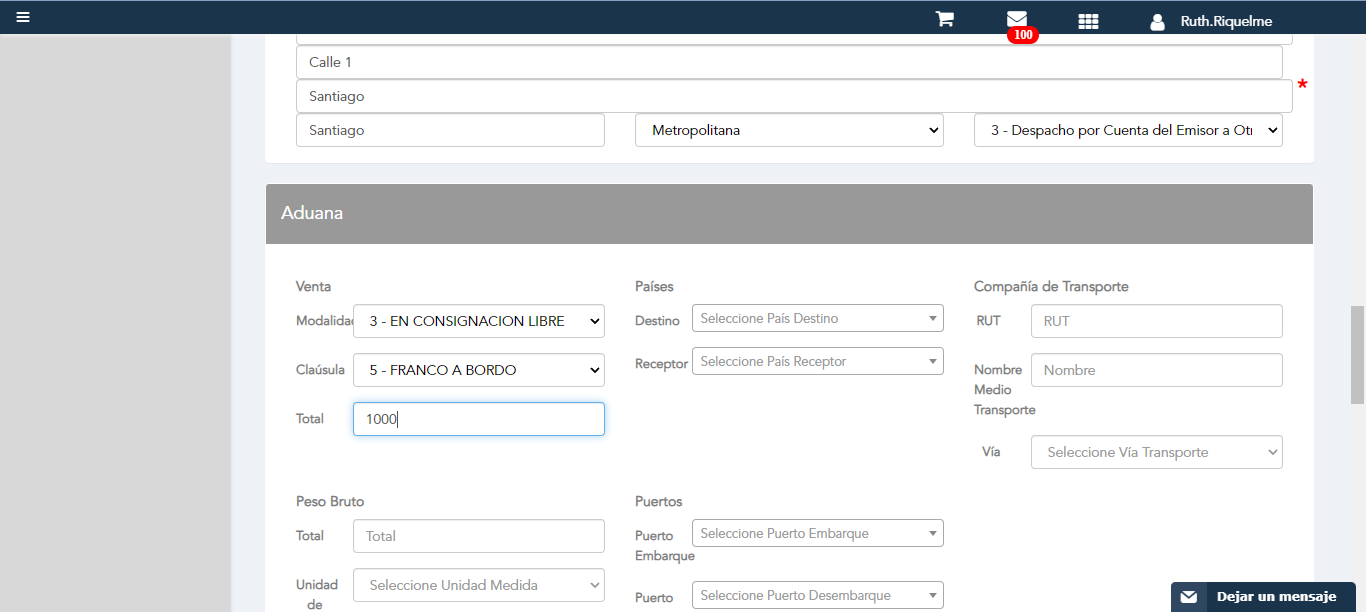 Ruth.Riquelme
100
Calle 1
Santiago
*
Santiago
Metropolitana
3 - Despacho por Cuenta del Emisor a Ot
Aduana
Venta
Países
Compañía de Transporte
Modalidad
3 - EN CONSIGNACION LIBRE
Destino
Seleccione País Destino
RUT
RUT
Claúsula
5 - FRANCO A BORDO
Receptor
Seleccione País Receptor
Nombre
Medio
Transporte
Nombre
Total
1000
Vía
Seleccione Vía Transporte
Peso Bruto
Puertos
Total
Total
Puerto
Embarque
Seleccione Puerto Embarque
Unidad
de
Seleccione Unidad Medida
Puerto
Seleccione Puerto Desembarque
Dejar un mensaje